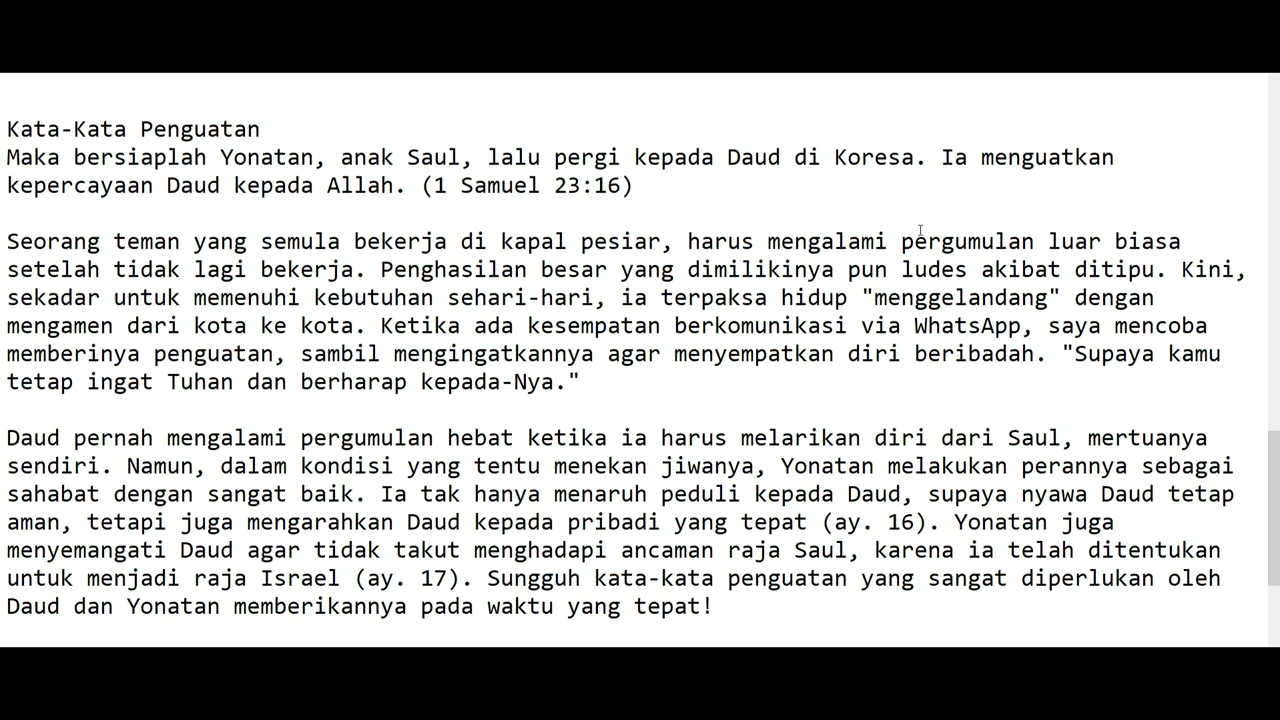 Kata-Kata Penguatan
Maka bersiaplah Yonatan, anak Saul, lalu pergi kepada Daud di Koresa. Ia menguatkan
kepercayaan Daud kepada Allah. (1 Samuel 23:16)
Seorang teman yang semula bekerja di kapal pesiar, harus mengalami pergumulan luar biasa
setelah tidak lagi bekerja. Penghasilan besar yang dimilikinya pun ludes akibat ditipu. Kini,
sekadar untuk memenuhi kebutuhan sehari-hari, ia terpaksa hidup "menggelandang" dengan
mengamen dari kota ke kota. Ketika ada kesempatan berkomunikasi via WhatsApp, saya mencoba
memberinya penguatan, sambil mengingatkannya agar menyempatkan diri beribadah. "Supaya kamu
tetap ingat Tuhan dan berharap kepada-Nya."
Daud pernah mengalami pergumulan hebat ketika ia harus melarikan diri dari Saul, mertuanya
sendiri. Namun, dalam kondisi yang tentu menekan jiwanya, Yonatan melakukan perannya sebagai
sahabat dengan sangat baik. Ia tak hanya menaruh peduli kepada Daud, supaya nyawa Daud tetap
aman, tetapi juga mengarahkan Daud kepada pribadi yang tepat (ay. 16). Yonatan juga
menyemangati Daud agar tidak takut menghadapi ancaman raja Saul, karena ia telah ditentukan
untuk menjadi raja Israel (ay. 17). Sungguh kata-kata penguatan yang sangat diperlukan oleh
Daud dan Yonatan memberikannya pada waktu yang tepat!